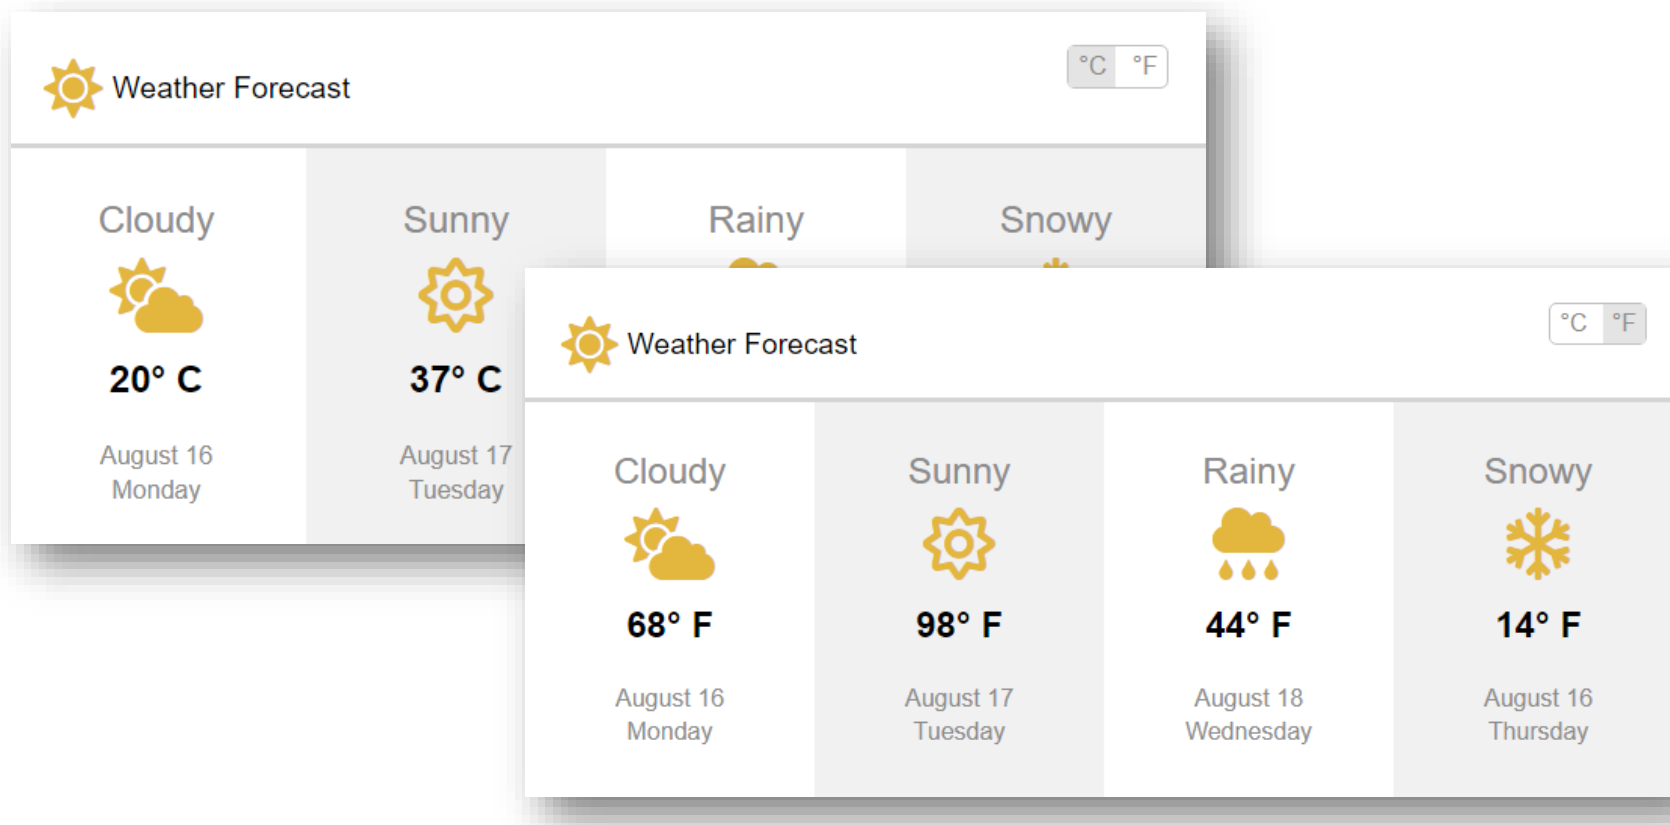 Weather Forecast
°C °F
Cloudy
20° C
August 16
Monday
Sunny
37° C
August 17
Tuesday
Rainy
Snowy
Weather Forecast
°C °F
Cloudy
68° F
August 16
Monday
Sunny
98° F
August 17
Tuesday
Rainy
44° F
August 18
Wednesday
Snowy
14° F
August 16
Thursday